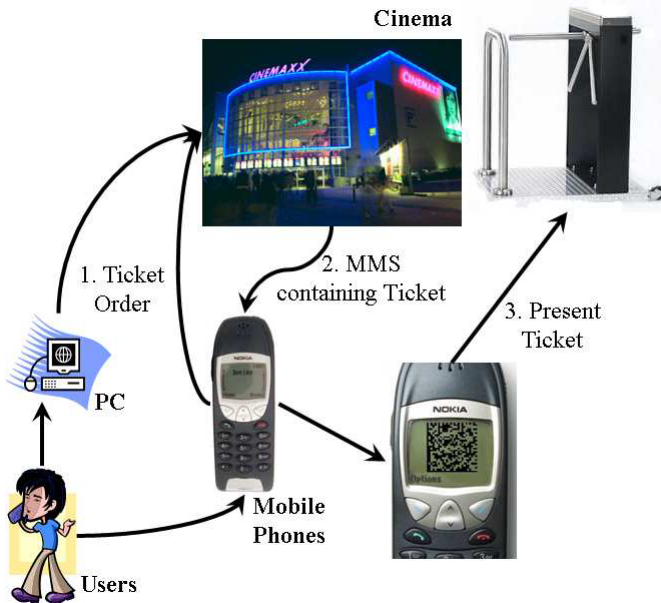 Cinema
CINEMAXX
CINEMAXX
1. Ticket
Order
2. MMS
containing Ticket
3. Present
Ticket
NOKIA
PC
NOKIA
Options
Mobile
Phones
Users